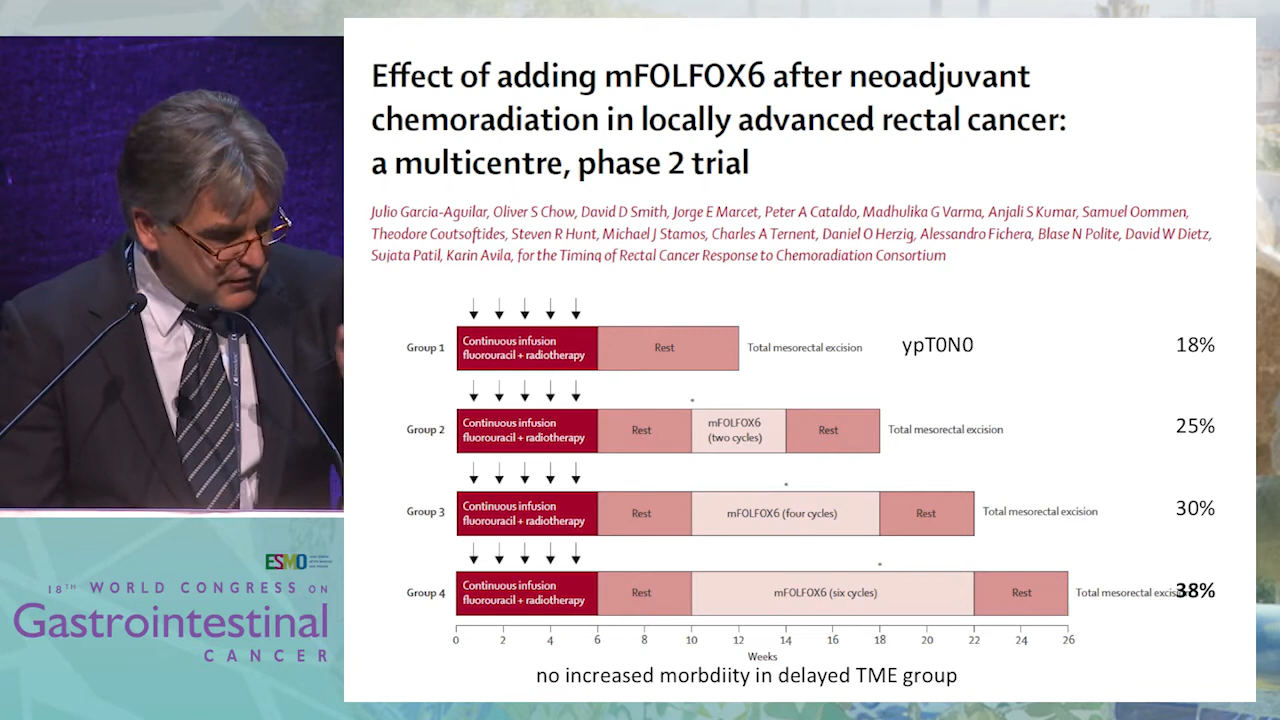 Effect of adding mFOLFOX6 after neoadjuvant
chemoradiation in locally advanced rectal cancer:
a multicentre, phase 2 trial
Julio Garcia-Aguilar, Oliver S Chow, David D Smith, Jorge E Marcet, Peter A Cataldo, Madhulika G Varma, Anjali S Kumar, Samuel Oommen,
Theodore Coutsoftides, Steven R Hunt, Michael J Stamos, Charles A Ternent, Daniel O Herzig, Alessandro Fichera, Blase N Polite, David W Dietz,
Sujata Patil, Karin Avila, for the Timing of Rectal Cancer Response to Chemoradiation Consortium
Group 1
Continuous infusion
fluorouracil + radiotherapy
Rest
Total mesorectal excision
ypT0N0
18%
Group 2
Continuous infusion
fluorouracil + radiotherapy
Rest
mFOLFOX6
(two cycles)
Rest
Total mesorectal excision
25%
Group 3
Continuous infusion
fluorouracil + radiotherapy
Rest
mFOLFOX6 (four cycles)
Rest
Total mesorectal excision
30%
Group 4
Continuous infusion
fluorouracil + radiotherapy
Rest
mFOLFOX6 (six cycles)
Rest
Total mesorectal
38%
0 2 4 6 8 10 12 14 16 18 20 22 24 26
Weeks
no increased morbdiity in delayed TME group
ESMO
18TH WORLD CONGRESS ON
Gastrointestinal
CANCER